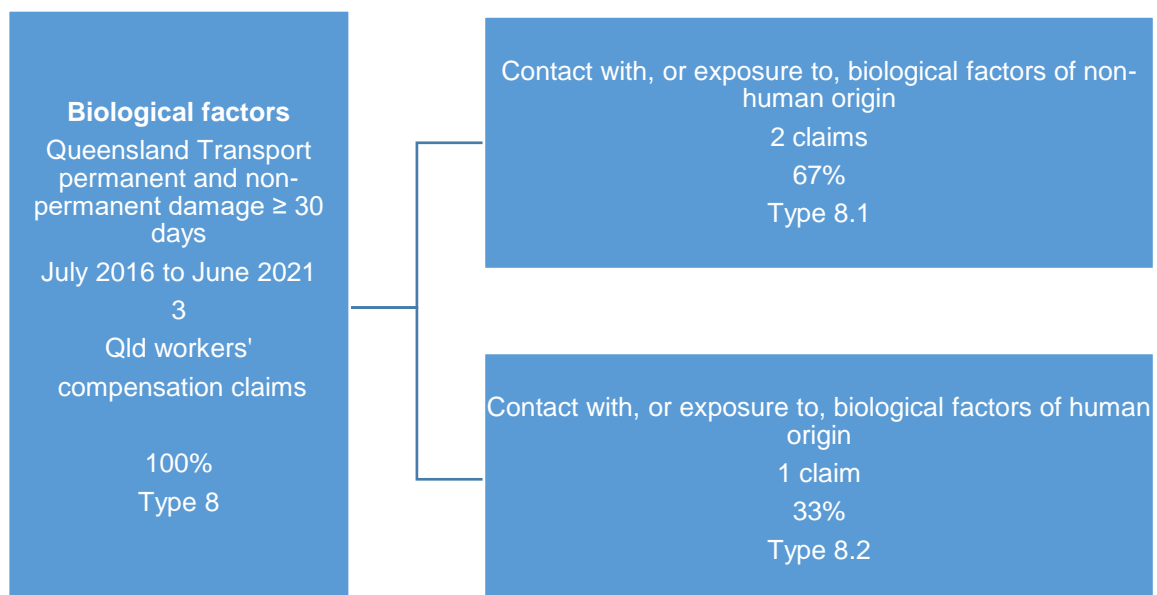 Biological factors
Queensland Transport
permanent and non-
permanent damage ≥ 30
days
July 2016 to June 2021
3
Qld workers'
compensation claims
100%
Type 8
Contact with, or exposure to, biological factors of non-
human origin
2 claims
67%
Type 8.1
Contact with, or exposure to, biological factors of human
origin
1 claim
33%
Type 8.2